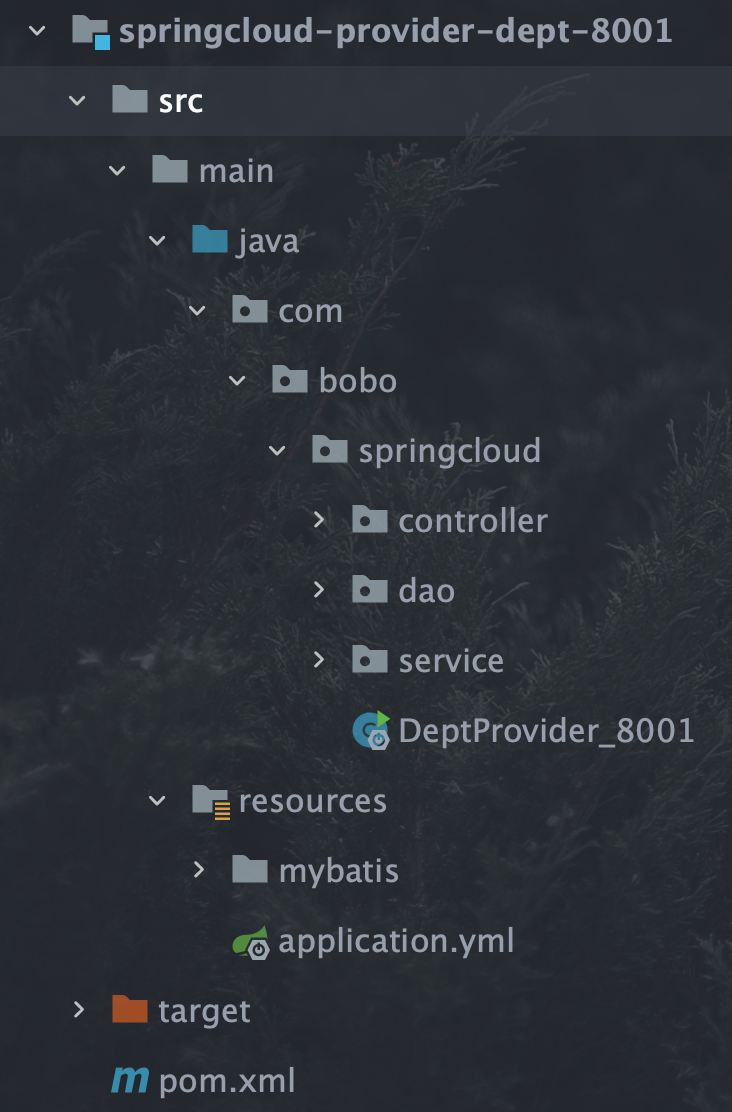 springcloud-provider-dept-8001
src
main
java
com
bobo
springcloud
controller
dao
service
DeptProvider_8001
resources
mybatis
application.yml
target
pom.xml